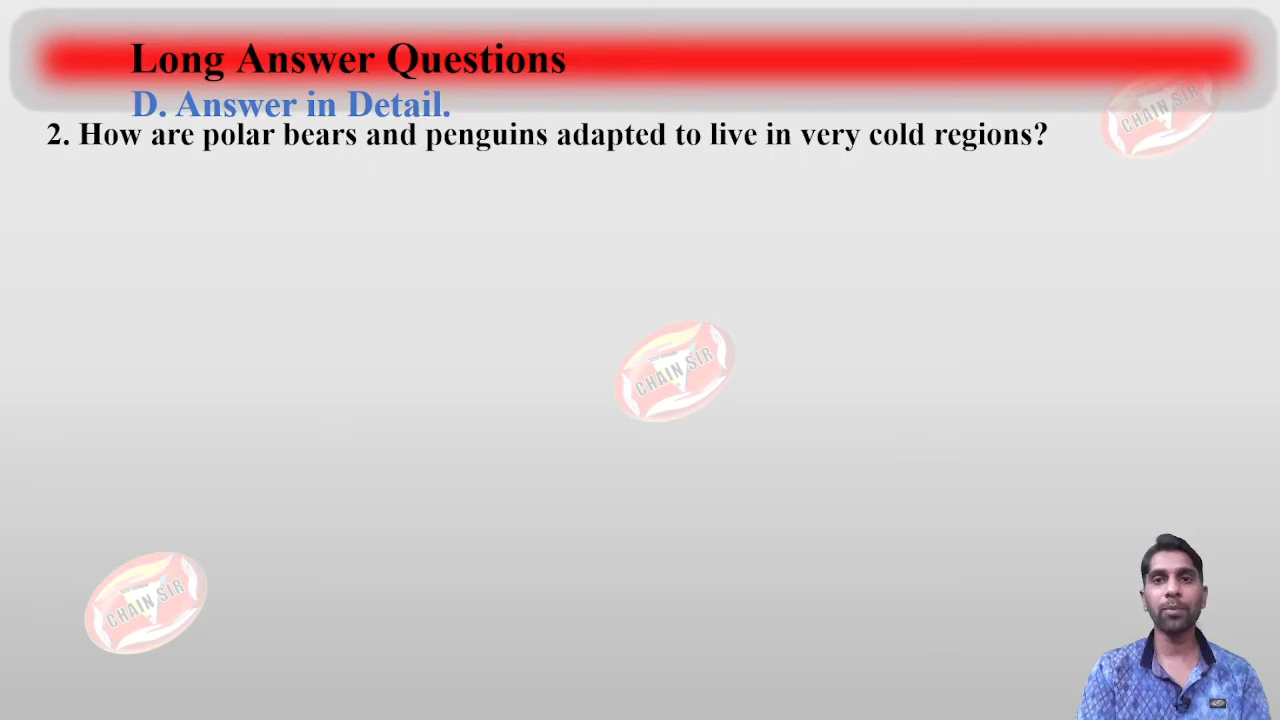 Long Answer Questions
D. Answer in Detail.
2. How are polar bears and penguins adapted to live in very cold regions?
CHAIN SIR
CHAIN SIR
CHAIN SIR